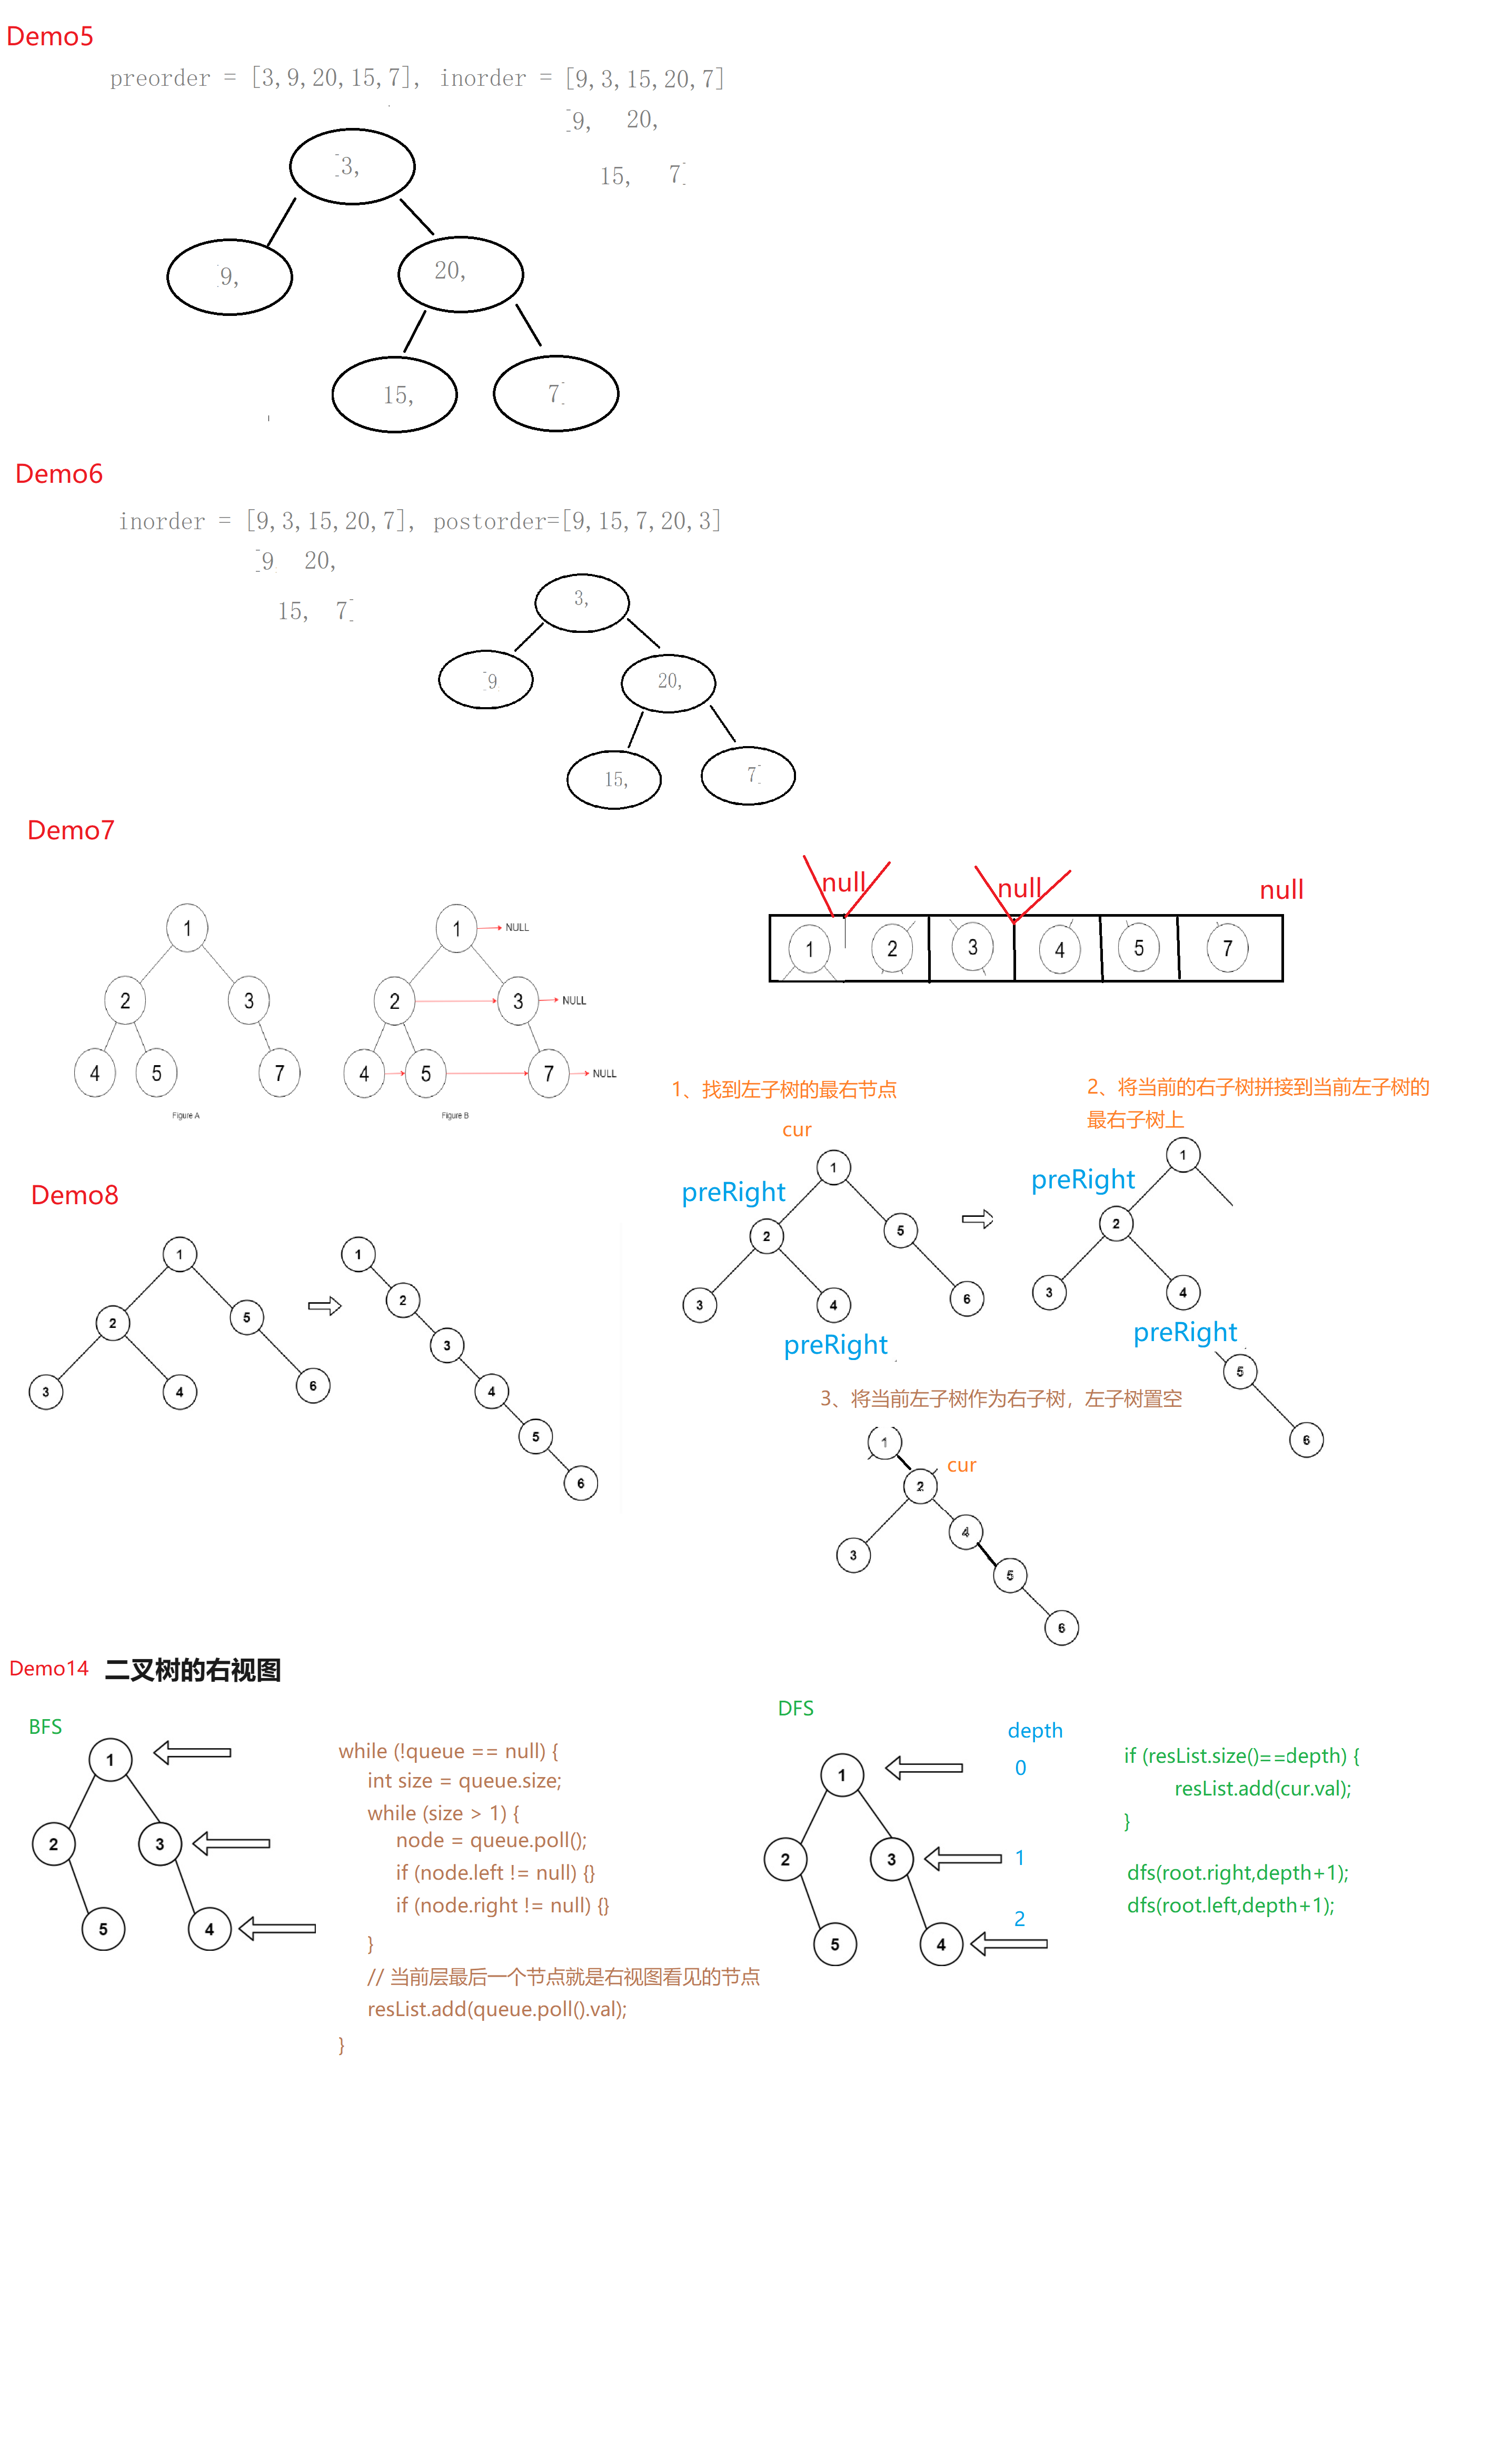 Demo5
preorder = [3,9,20,15,7], inorder = [9,3,15,20,7]
[9, 20,
15, 7]
[3,
[9,
20,
15,
7]
Demo6
inorder = [9,3,15,20,7], postorder=[9,15,7,20,3]
[9 20,
15, 7]
3,
[9
20,
15,
7]
Demo7
null
null
null
1 2 3 4 5 7
1
2 3
4 5 7
Figure A
1 NULL
2 3 NULL
4 5 7 NULL
Figure B
Demo8
1
2 5
3 4 6
1
2
3
4
5
6
1、找到左子树的最右节点
cur
preRight
1
2 5
3 4 6
preRight
2、将当前的右子树拼接到当前左子树的
最右子树上
preRight
1
2
3 4
preRight
5
6
3、将当前左子树作为右子树，左子树置空
1
cur
2
3 4
5
6
Demo14 二叉树的右视图
BFS
1
2 3
5 4
while (!queue == null) {
int size = queue.size;
while (size > 1) {
node = queue.poll();
if (node.left != null) {}
if (node.right != null) {}
}
// 当前层最后一个节点就是右视图看见的节点
resList.add(queue.poll().val);
}
DFS
depth
1 0
2 3 1
5 4 2
if (resList.size()==depth) {
resList.add(cur.val);
}
dfs(root.right,depth+1);
dfs(root.left,depth+1);